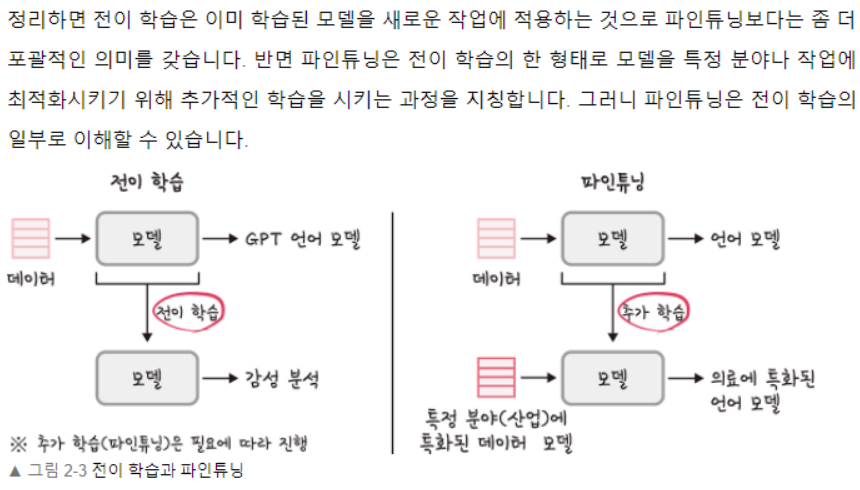 정리하면 전이 학습은 이미 학습된 모델을 새로운 작업에 적용하는 것으로 파인튜닝보다는 좀 더
포괄적인 의미를 갖습니다. 반면 파인튜닝은 전이 학습의 한 형태로 모델을 특정 분야나 작업에
최적화시키기 위해 추가적인 학습을 시키는 과정을 지칭합니다. 그러니 파인튜닝은 전이 학습의
일부로 이해할 수 있습니다.
전이 학습
데이터
모델
GPT 언어 모델
전이 학습
모델
감성 분석
※ 추가 학습(파인튜닝)은 필요에 따라 진행
파인튜닝
데이터
모델
언어 모델
추가 학습
특정 분야(산업)에
특화된 데이터 모델
모델
의료에 특화된
언어 모델
▲ 그림 2-3 전이 학습과 파인튜닝